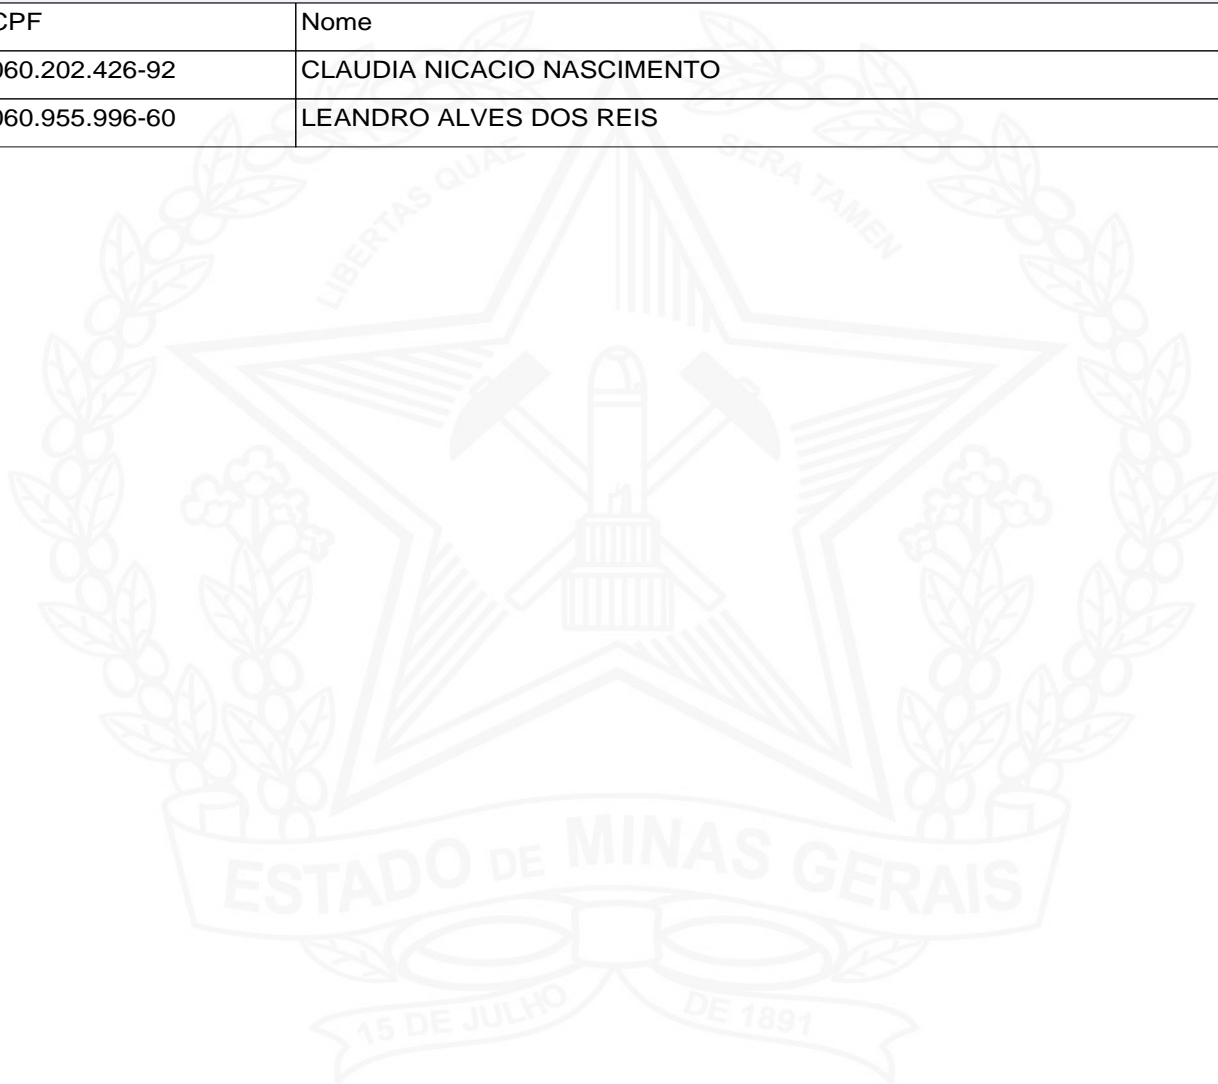 CPF Nome
060.202.426-92 CLAUDIA NICACIO NASCIMENTO
060.955.996-60 LEANDRO ALVES DOS REIS
LIBERTAS QUAE SERA TAMEN
ESTADO DE MINAS GERAIS
15 DE JULHO DE 1891